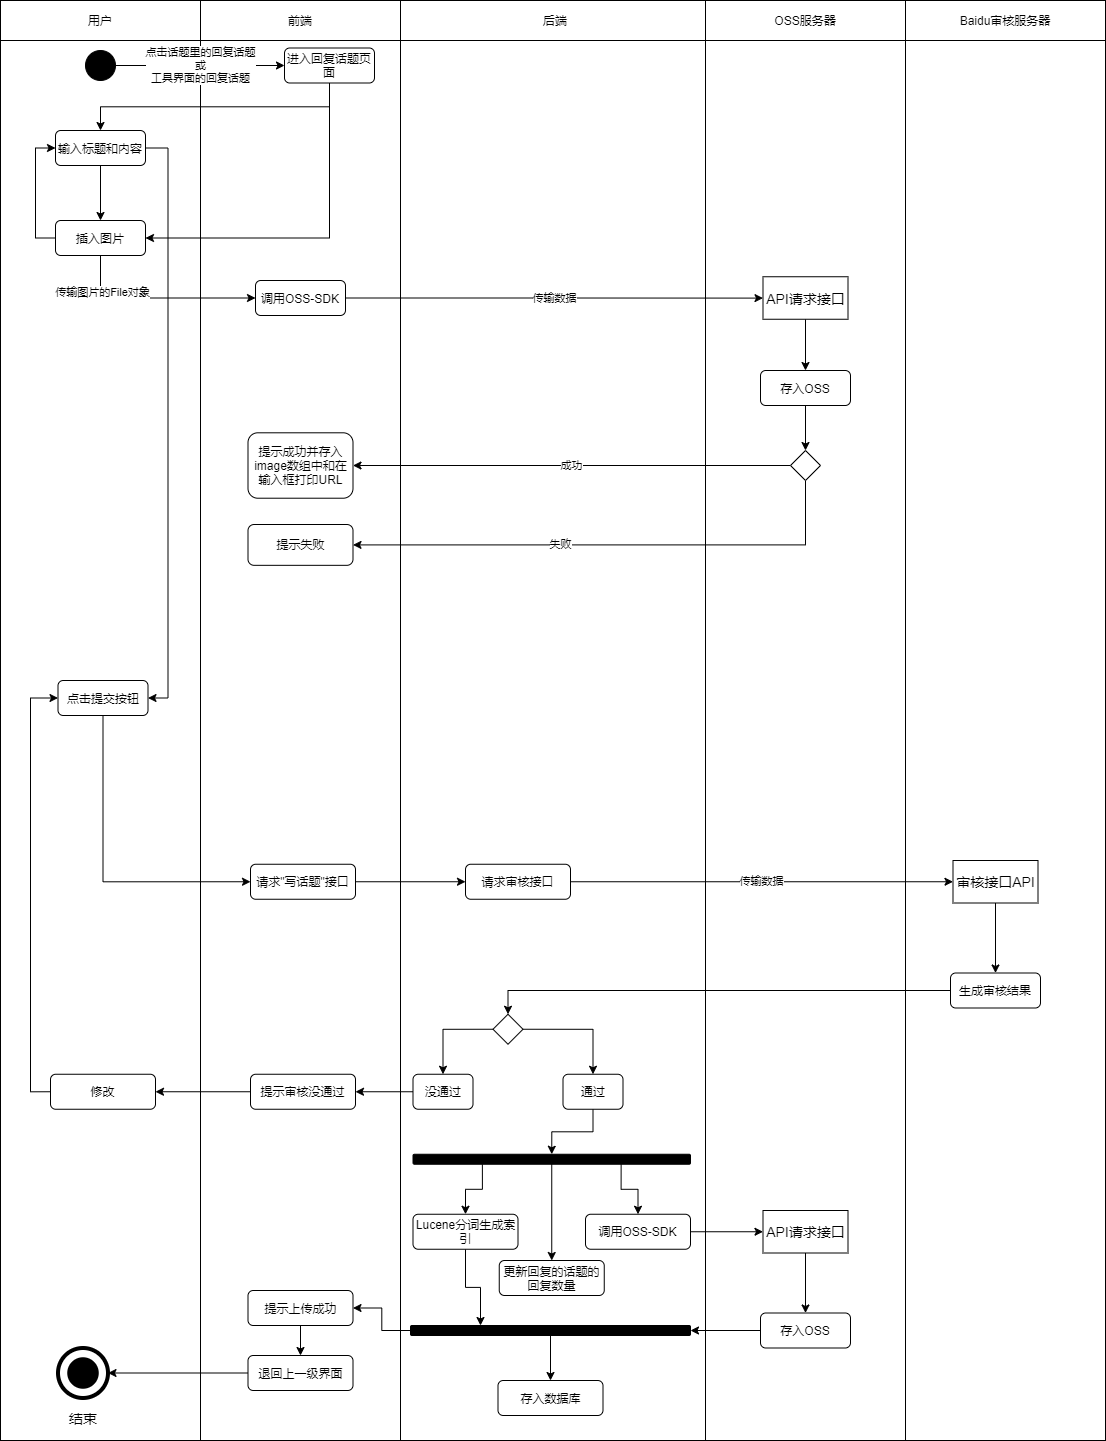 用户
前端
后端
OSS服务器
Baidu审核服务器
点击话题里的回复话题
或
工具界面的回复话题
进入回复话题页
面
输入标题和内容
插入图片
传输图片的File对象
调用OSS-SDK
传输数据
API请求接口
存入OSS
提示成功并存入
image数组中和在
输入框打印URL
成功
提示失败
失败
点击提交按钮
请求"写话题"接口
请求审核接口
传输数据
审核接口API
生成审核结果
修改
提示审核没通过
没通过
通过
Lucene分词生成索
引
调用OSS-SDK
API请求接口
更新回复的话题的
回复数量
提示上传成功
存入OSS
退回上一级界面
存入数据库
结束